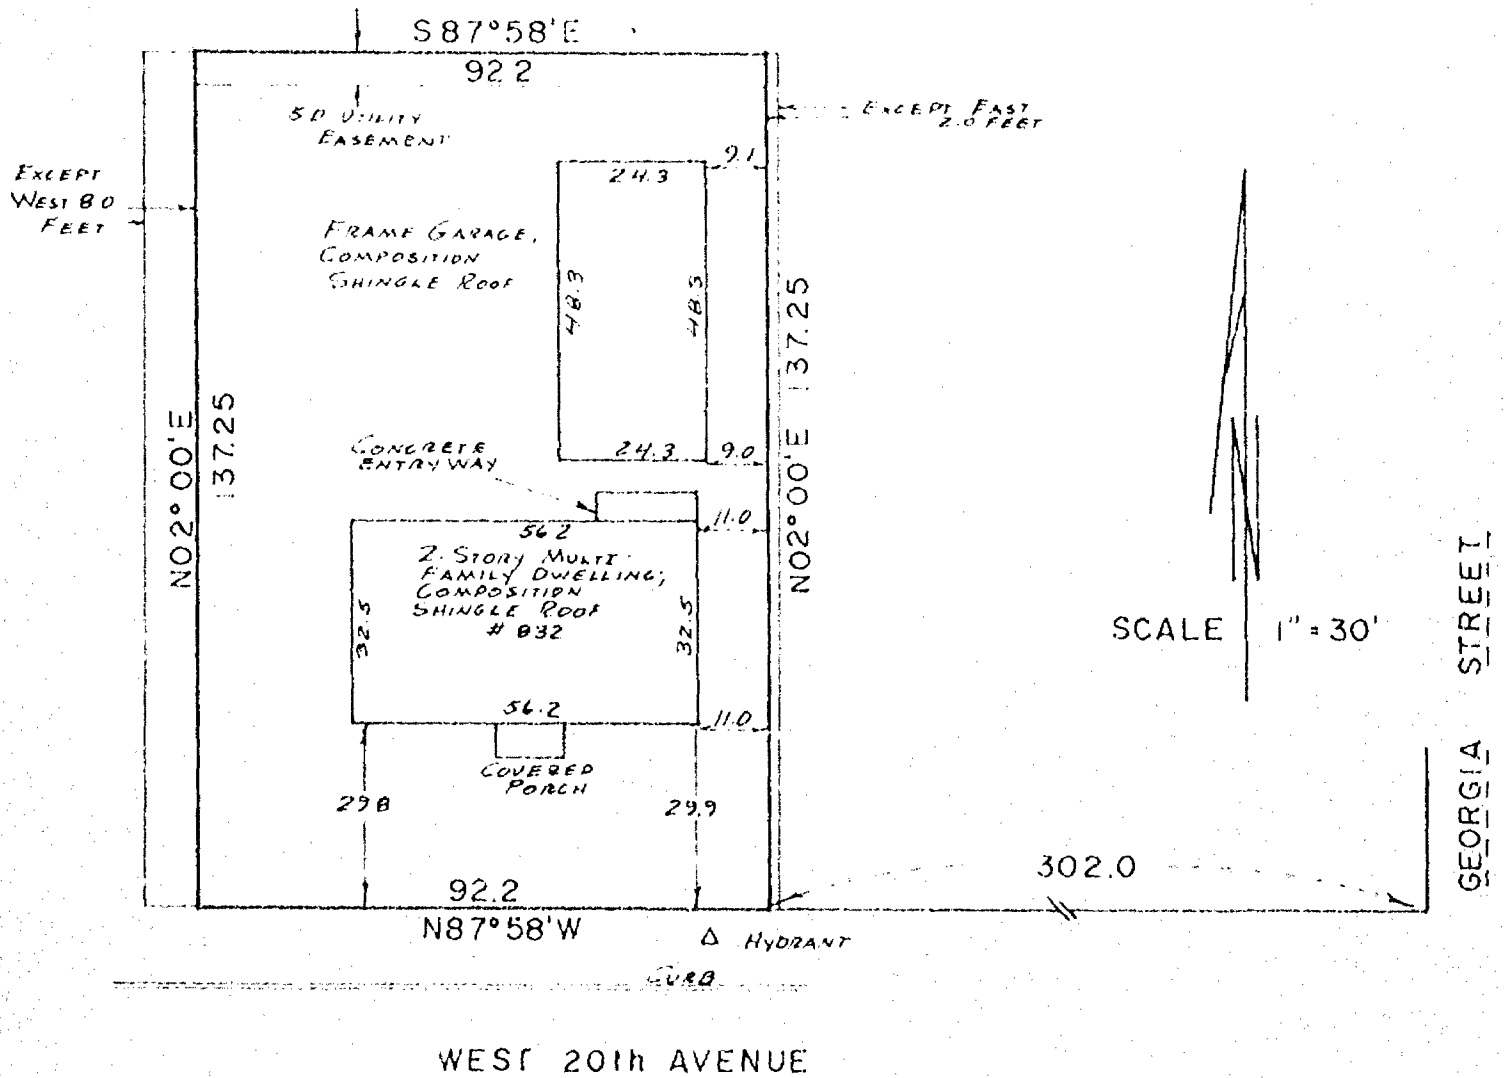 S87°58'E
92.2
5.0 UTILITY
EASEMENT
EXCEPT EAST
2.0 FEET
EXCEPT
WEST 8.0
FEET
9.1
24.3
FRAME GARAGE,
COMPOSITION
SHINGLE ROOF
48.3
48.3
137.25
N02°00'E
N02°00'E
137.25
CONCRETE
ENTRYWAY
24.3
9.0
11.0
56.2
2-STORY MULTI-
FAMILY DWELLING,
COMPOSITION
SHINGLE ROOF
# 832
32.5
32.5
SCALE 1" = 30'
GEORGIA STREET
56.2
11.0
COVERED
PORCH
29.8
29.9
302.0
92.2
N87°58'W
Δ HYDRANT
CURB
WEST 20th AVENUE